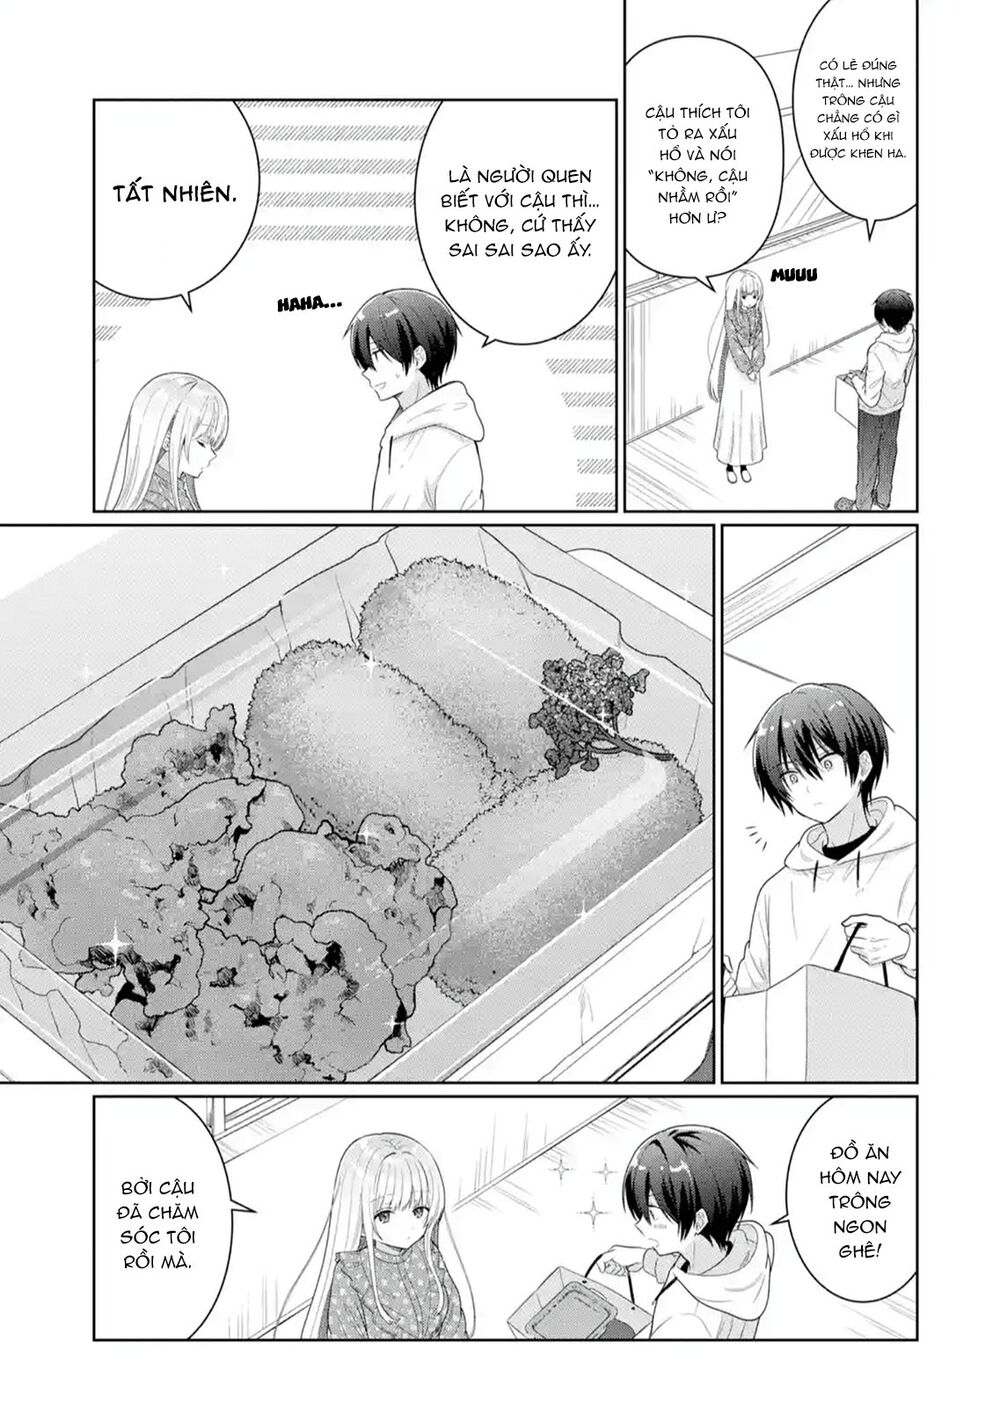 CÓ LẼ ĐÚNG
THẬT... NHƯNG
TRÔNG CẬU
CHẲNG CÓ GÌ
XẤU HỔ KHI
ĐƯỢC KHEN HA.
CẬU THÍCH TÔI
TỎ RA XẤU
HỔ VÀ NÓI
“KHÔNG, CẬU
NHẦM RỒI”
HƠN Ư?
MUUU
LÀ NGƯỜI QUEN
BIẾT VỚI CẬU THÌ...
KHÔNG, CỨ THẤY
SAI SAI SAO ẤY.
HAHA...
TẤT NHIÊN.
ĐỒ ĂN
HÔM NAY
TRÔNG
NGON
GHÊ!
BỞI CẬU
ĐÃ CHĂM
SÓC TÔI
RỒI MÀ.